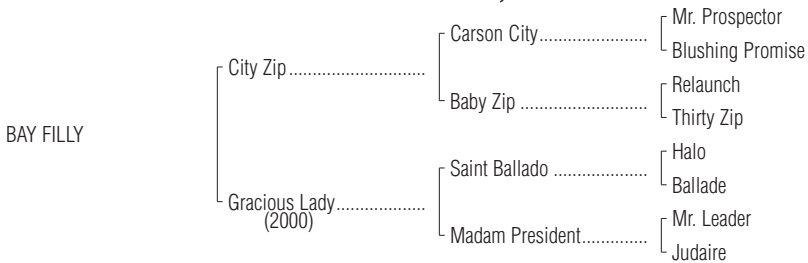 Mr. Prospector
Carson City.......................
Blushing Promise
City Zip .............................
Relaunch
Baby Zip ...........................
Thirty Zip
BAY FILLY
Halo
Saint Ballado ....................
Ballade
Gracious Lady...................
(2000)
Mr. Leader
Madam President..............
Judaire